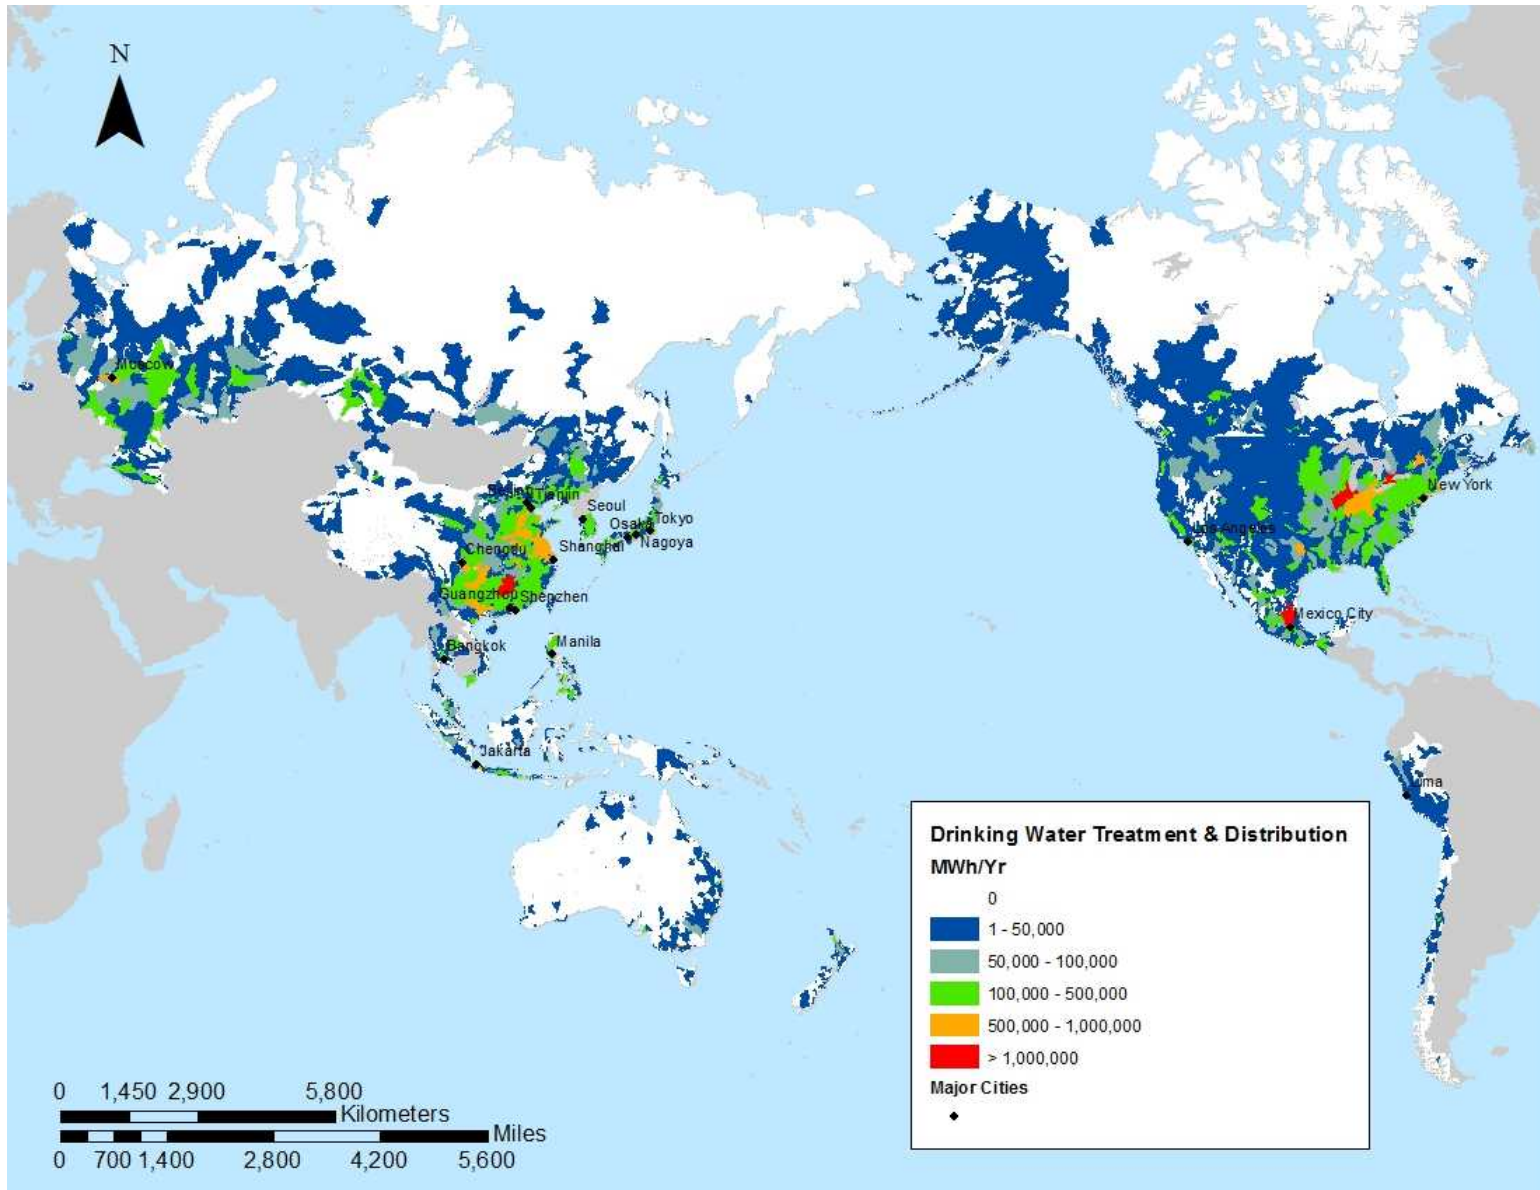 N
Moscow
Beijing
Tianjin
Seoul
Tokyo
Osaka
Nagoya
Chengdu
Shanghai
Guangzhou
Shenzhen
Bangkok
Manila
Jakarta
New York
Los Angeles
Mexico City
Lima
Drinking Water Treatment & Distribution
MWh/Yr
0
1 - 50,000
50,000 - 100,000
100,000 - 500,000
500,000 - 1,000,000
> 1,000,000
Major Cities
0 1,450 2,900 5,800
Kilometers
Miles
0 700 1,400 2,800 4,200 5,600